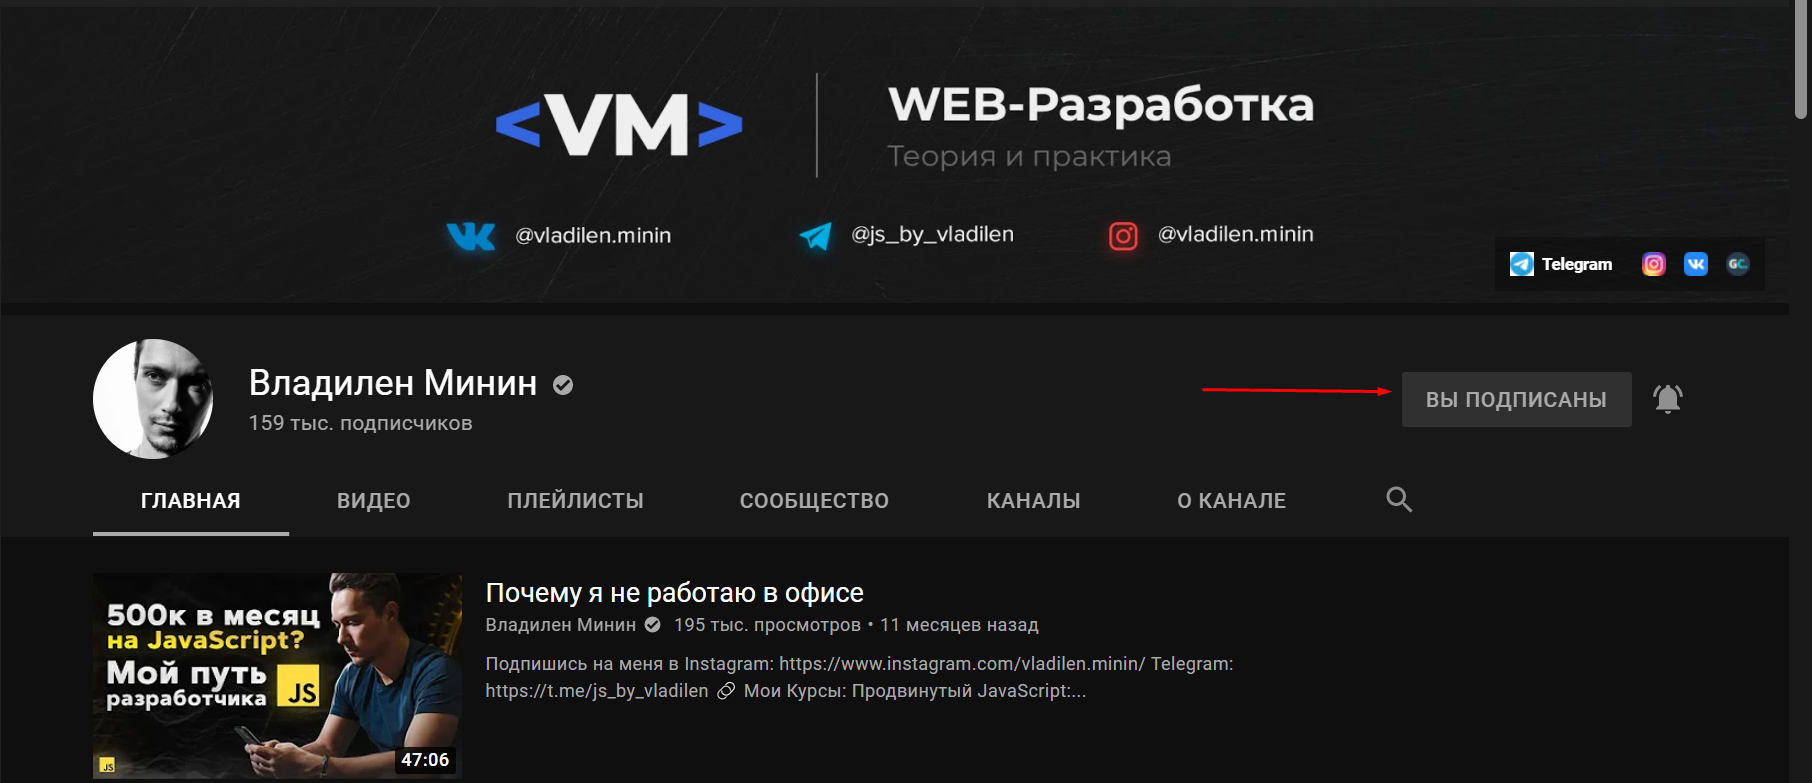 <VM>
WEB-Разработка
Теория и практика
@vladilen.minin
@js_by_vladilen
@vladilen.minin
Telegram
GC
Владилен Минин
159 тыс. подписчиков
ВЫ ПОДПИСАНЫ
ГЛАВНАЯ ВИДЕО ПЛЕЙЛИСТЫ СООБЩЕСТВО КАНАЛЫ О КАНАЛЕ
500к в месяц
на JavaScript?
Мой путь
разработчика
JS
JS
47:06
Почему я не работаю в офисе
Владилен Минин 195 тыс. просмотров • 11 месяцев назад
Подпишись на меня в Instagram: https://www.instagram.com/vladilen.minin/ Telegram:
https://t.me/js_by_vladilen 🔗 Мои Курсы: Продвинутый JavaScript:...